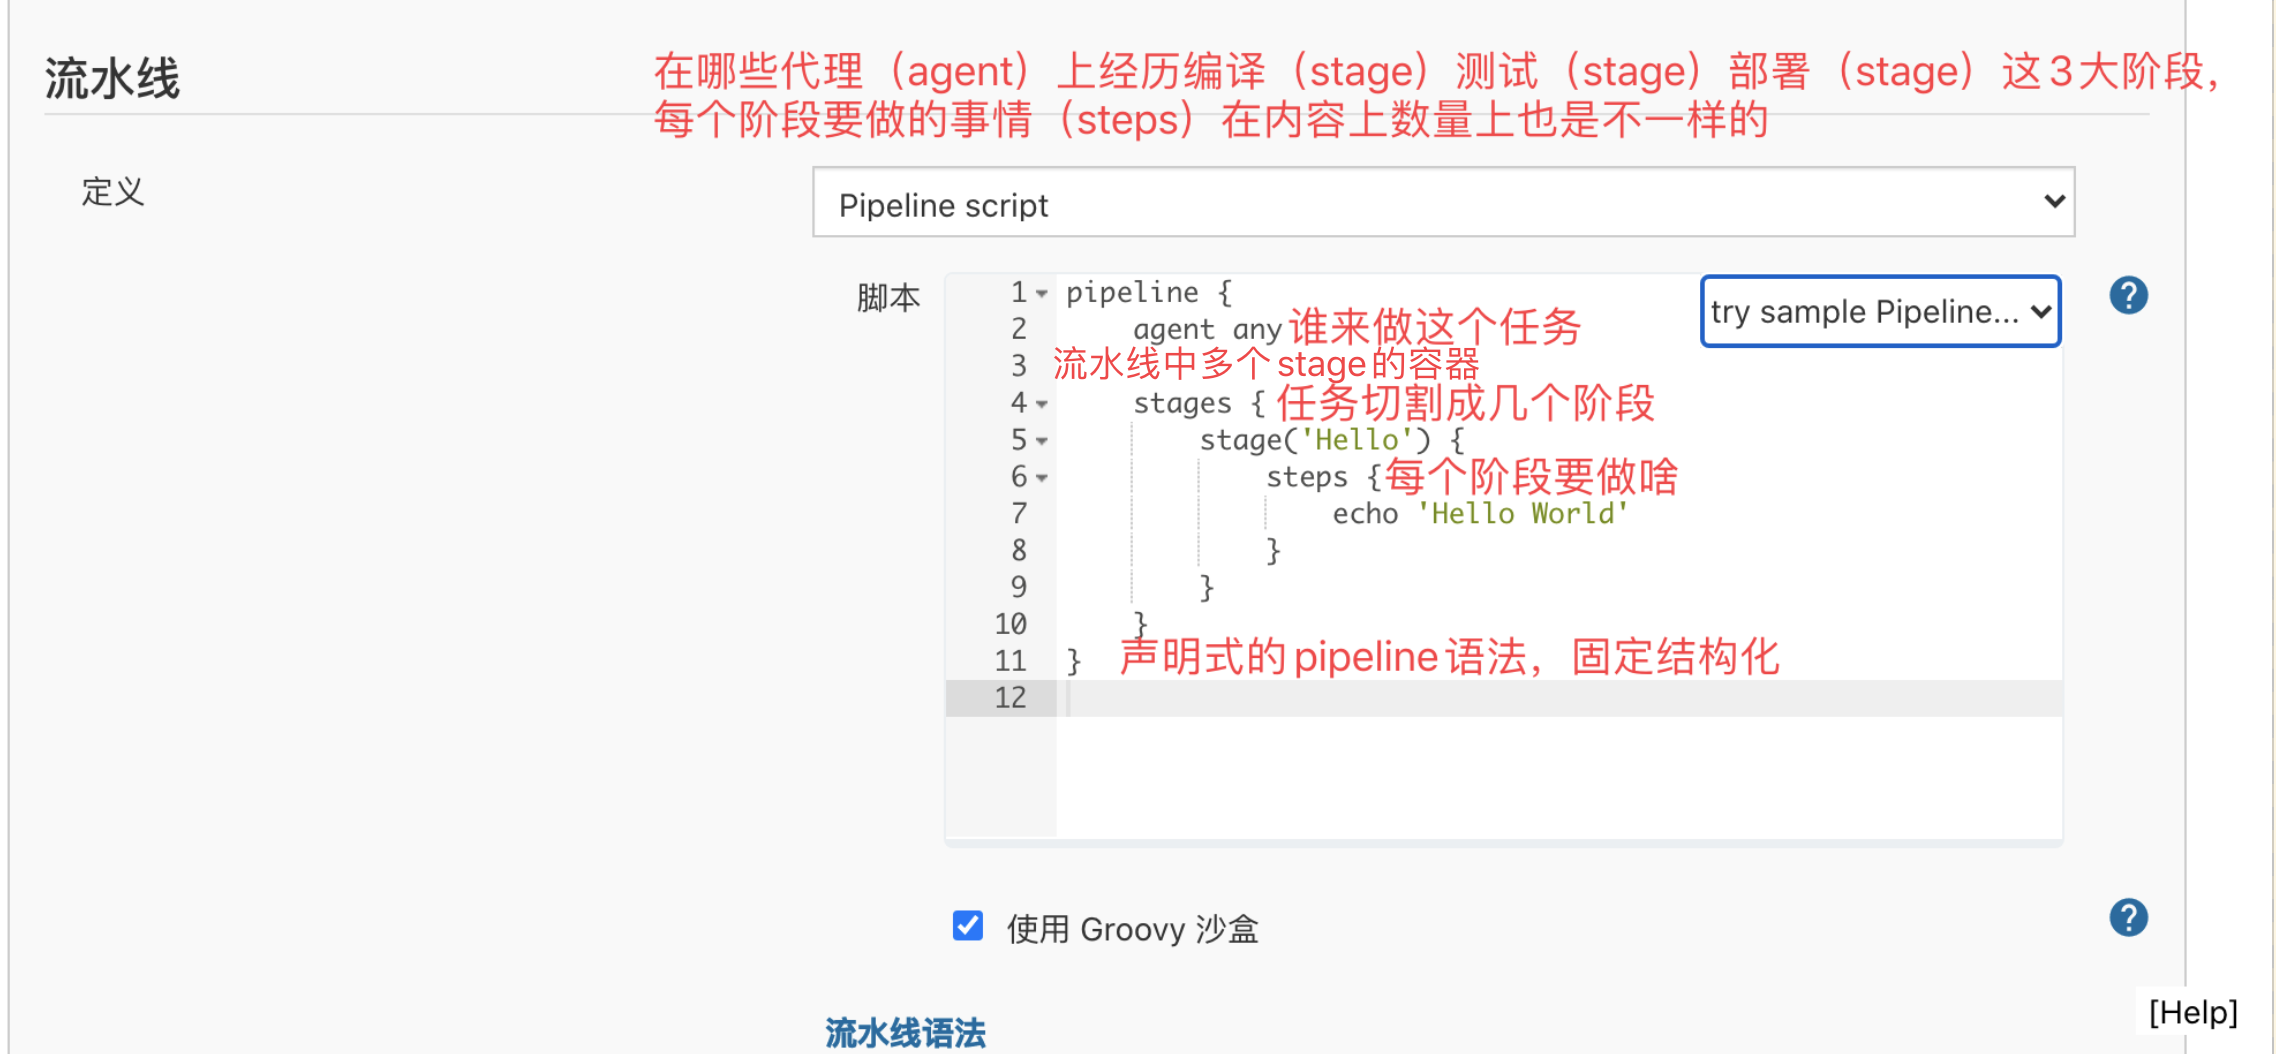 流水线
在哪些代理（agent）上经历编译（stage）测试（stage）部署（stage）这3大阶段，
每个阶段要做的事情（steps）在内容上数量上也是不一样的
定义
Pipeline script
脚本
try sample Pipeline...
?
1 pipeline {
2 agent any 谁来做这个任务
3 流水线中多个stage的容器
4 stages { 任务切割成几个阶段
5 stage('Hello') {
6 steps { 每个阶段要做啥
7 echo 'Hello World'
8 }
9 }
10 }
11 } 声明式的pipeline语法，固定结构化
12
使用 Groovy 沙盒
?
流水线语法
[Help]